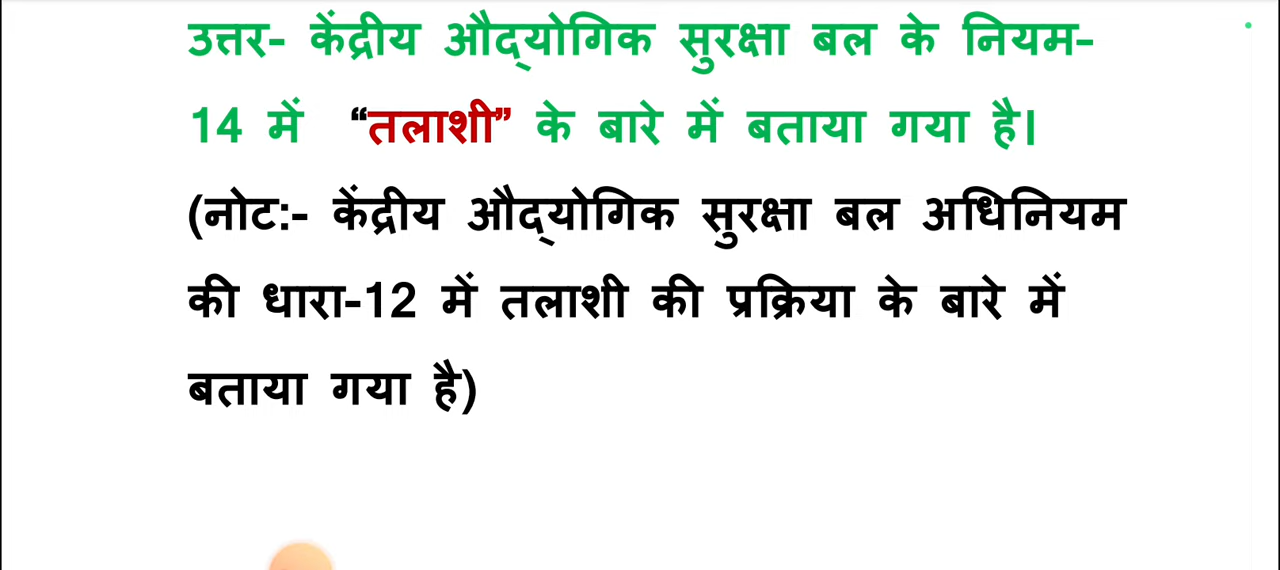 उत्तर- केंद्रीय औद्‌योगिक सुरक्षा बल के नियम-
14 में “तलाशी” के बारे में बताया गया है।
(नोट:- केंद्रीय औद्‌योगिक सुरक्षा बल अधिनियम
की धारा-12 में तलाशी की प्रक्रिया के बारे में
बताया गया है)